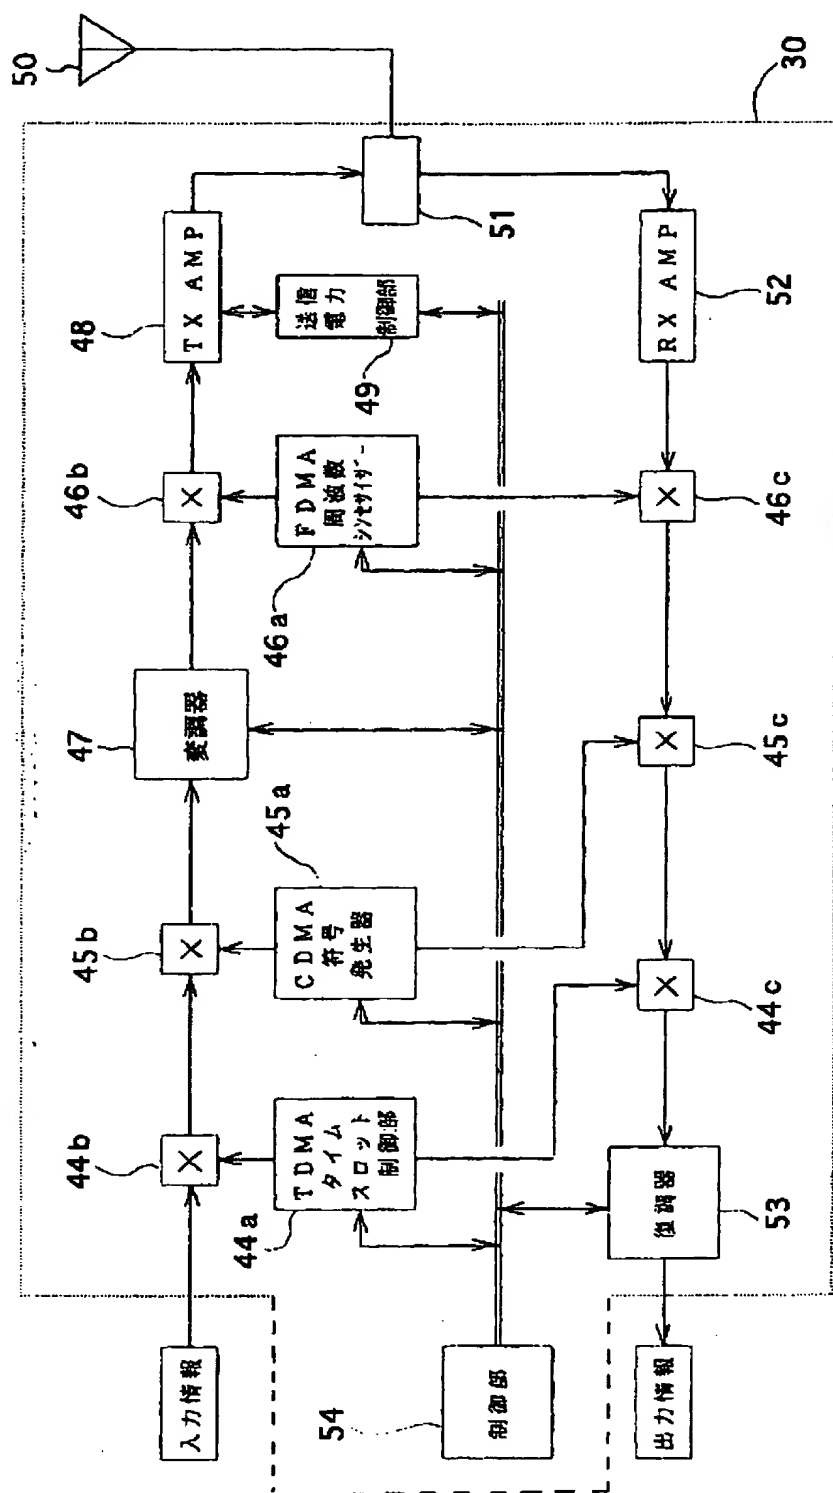 入力情報
44b
45b
47
変調器
46b
48
TX AMP
50
44a
TDMA
タイム
スロット
制御部
45a
CDMA
符号
発生器
46a
FDMA
周波数
シンセサイザー
49
送信
電力
制御部
51
30
54
制御部
出力情報
53
復調器
44c
45c
46c
52
RX AMP